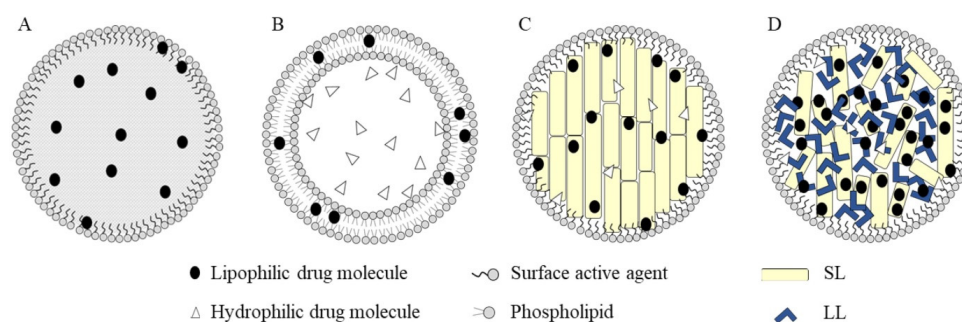 A B C D
Lipophilic drug molecule Surface active agent SL
Hydrophilic drug molecule Phospholipid LL